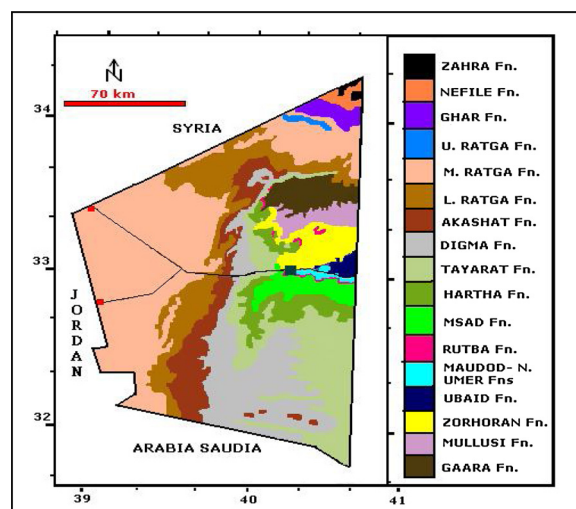 N
70 km
34
33
32
SYRIA
JORDAN
ARABIA SAUDIA
39
40
41
ZAHRA Fn.
NEFILE Fn.
GHAR Fn.
U. RATGA Fn.
M. RATGA Fn.
L. RATGA Fn.
AKASHAT Fn.
DIGMA Fn.
TAYARAT Fn.
HARTHA Fn.
MSAD Fn.
RUTBA Fn.
MAUDOD- N.
UMER Fns
UBAID Fn.
ZORHORAN Fn.
MULLUSI Fn.
GAARA Fn.